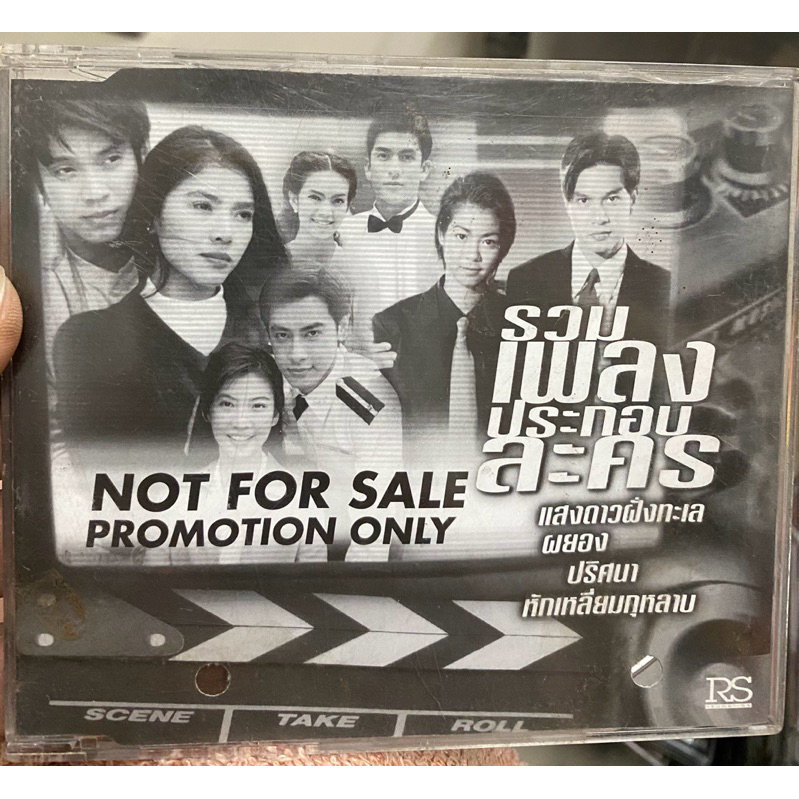 รวม
เพลง
ประกอบ
ละคร
NOT FOR SALE
PROMOTION ONLY
แสงดาวฝั่งทะเล
ผยอง
ปริศนา
หักเหลี่ยมกุหลาบ
SCENE
TAKE
ROLL
RS